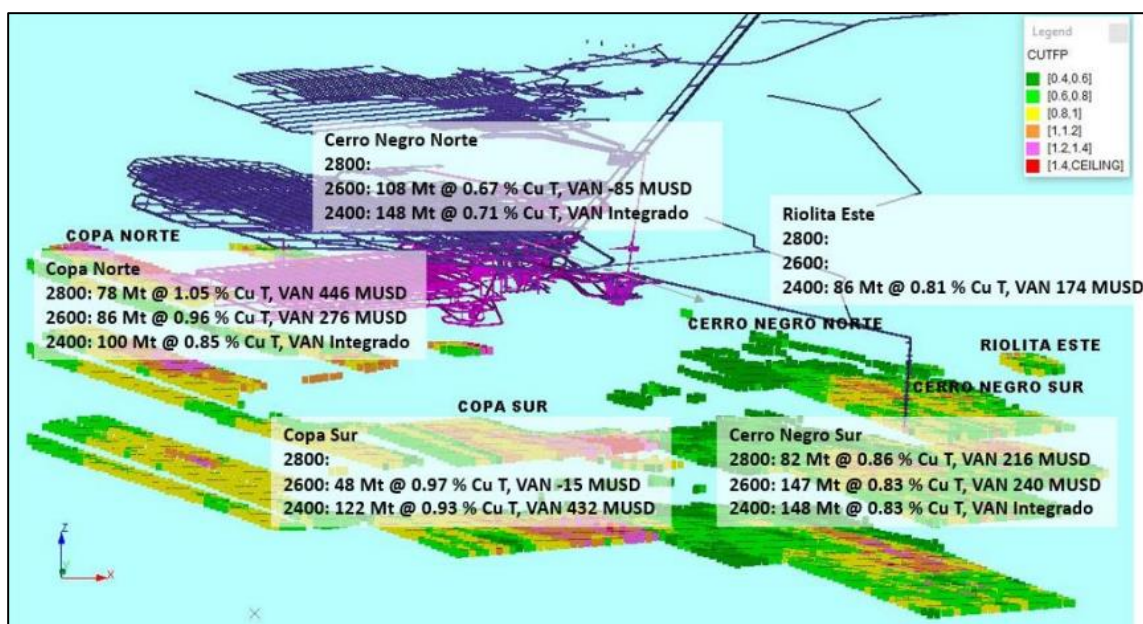 Legend
CUTFP
[0.4,0.6]
[0.6,0.8]
[0.8,1]
[1,1.2]
[1.2,1.4]
[1.4,CEILING]
Cerro Negro Norte
2800:
2600: 108 Mt @ 0.67 % Cu T, VAN -85 MUSD
2400: 148 Mt @ 0.71 % Cu T, VAN Integrado
Riolita Este
2800:
2600:
2400: 86 Mt @ 0.81 % Cu T, VAN 174 MUSD
COPA NORTE
Copa Norte
2800: 78 Mt @ 1.05 % Cu T, VAN 446 MUSD
2600: 86 Mt @ 0.96 % Cu T, VAN 276 MUSD
2400: 100 Mt @ 0.85 % Cu T, VAN Integrado
CERRO NEGRO NORTE
RIOLITA ESTE
CERRO NEGRO SUR
COPA SUR
Copa Sur
2800:
2600: 48 Mt @ 0.97 % Cu T, VAN -15 MUSD
2400: 122 Mt @ 0.93 % Cu T, VAN 432 MUSD
Cerro Negro Sur
2800: 82 Mt @ 0.86 % Cu T, VAN 216 MUSD
2600: 147 Mt @ 0.83 % Cu T, VAN 240 MUSD
2400: 148 Mt @ 0.83 % Cu T, VAN Integrado
Z
Y
X